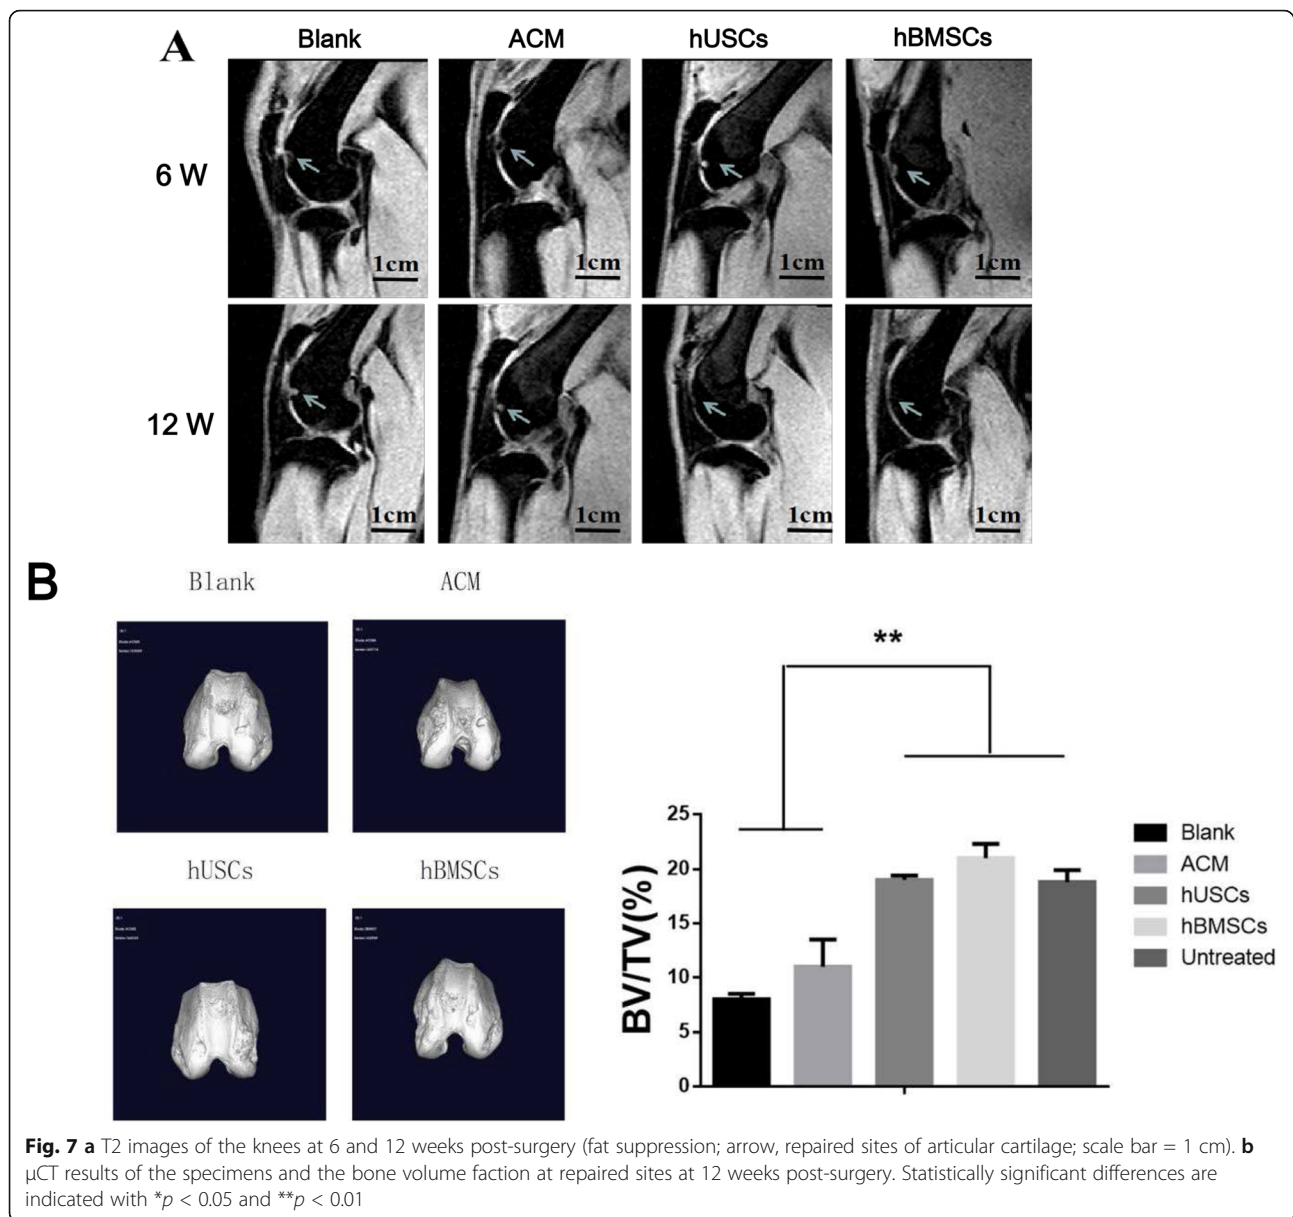 A
Blank ACM hUSCs hBMSCs
6 W
1cm 1cm 1cm 1cm
12 W
1cm 1cm 1cm 1cm
B
Blank ACM
hUSCs hBMSCs
**
BV/TV(%)
25
20
15
10
5
0
Blank
ACM
hUSCs
hBMSCs
Untreated
Fig. 7 a T2 images of the knees at 6 and 12 weeks post-surgery (fat suppression; arrow, repaired sites of articular cartilage; scale bar = 1 cm). b
μCT results of the specimens and the bone volume faction at repaired sites at 12 weeks post-surgery. Statistically significant differences are
indicated with *p < 0.05 and **p < 0.01